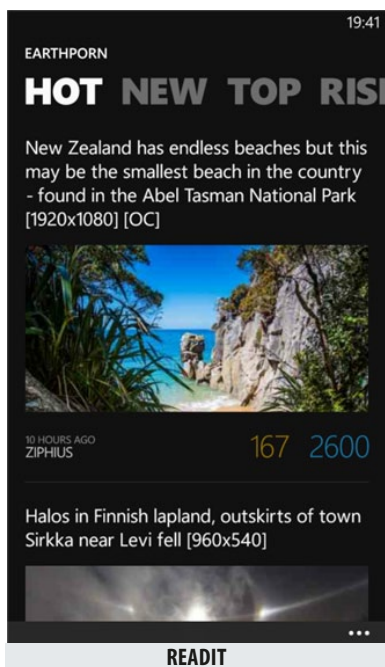 19:41
EARTHPORN
HOT NEW TOP RISI
New Zealand has endless beaches but this
may be the smallest beach in the country
- found in the Abel Tasman National Park
[1920x1080] [OC]
10 HOURS AGO
ZIPHIUS
167 2600
Halos in Finnish lapland, outskirts of town
Sirkka near Levi fell [960x540]
READIT